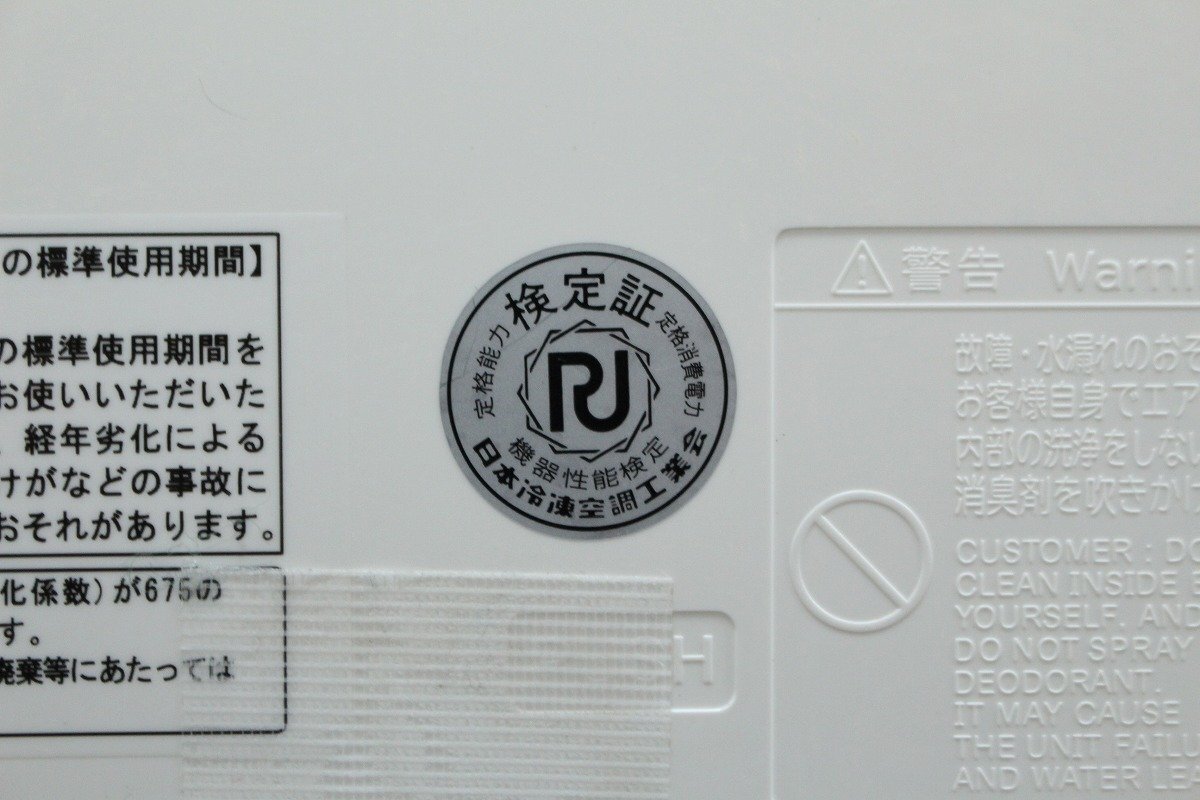 の標準使用期間】
の標準使用期間を
お使いいただいた
経年劣化による
けがなどの事故に
おそれがあります。
化係数)が675の
す。
廃棄等にあたっては
検定証
定格能力
定格消費電力
機器性能検定
日本冷凍空調工業会
H
警告 Warni
故障・水漏れのおそ
お客様自身でエア
内部の洗浄をしな
消臭剤を吹きか
CUSTOMER : DO
CLEAN INSIDE
YOURSELF. AND
DO NOT SPRAY
DEODORANT.
IT MAY CAUSE
THE UNIT FAILU
AND WATER LEA